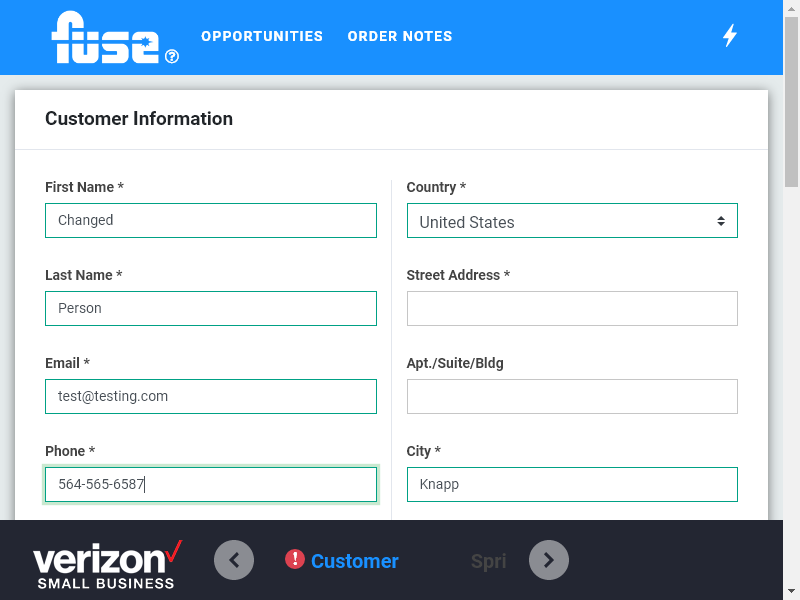 fuse
OPPORTUNITIES
ORDER NOTES
Customer Information
First Name *
Changed
Last Name *
Person
Email *
test@testing.com
Phone *
564-565-6587
Country *
United States
Street Address *
Apt./Suite/Bldg
City *
Knapp
verizon
SMALL BUSINESS
Customer
Spri